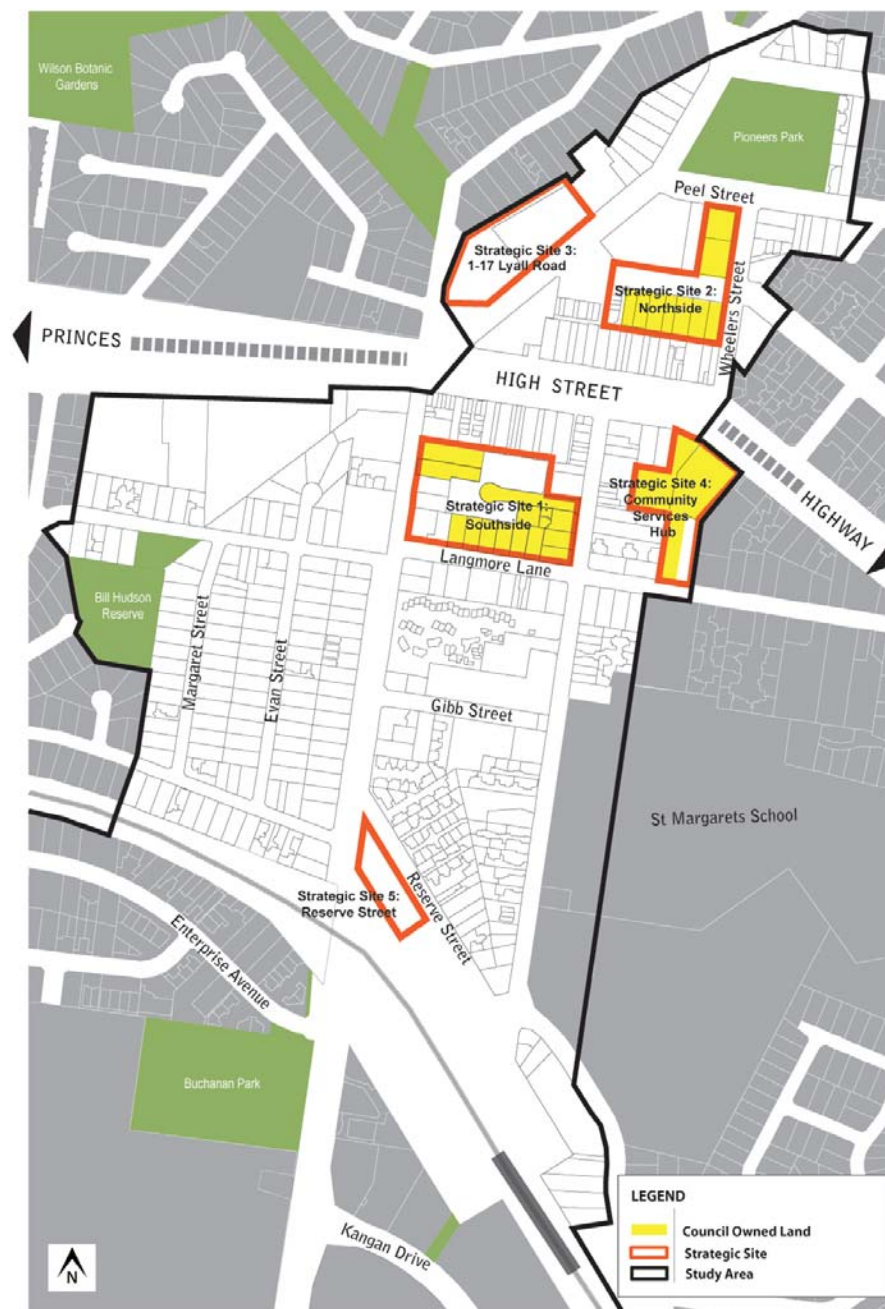 Wilson Botanic
Gardens
Pioneers Park
Peel Street
Strategic Site 3:
1-17 Lyall Road
Strategic Site 2:
Northside
Wheelers Street
PRINCES
HIGH STREET
Strategic Site 4:
Community
Services
Hub
HIGHWAY
Strategic Site 1:
Southside
Langmore Lane
Bill Hudson
Reserve
Margaret Street
Evan Street
Gibb Street
St Margarets School
Strategic Site 5:
Reserve Street
Reserve Street
Enterprise Avenue
Buchanan Park
Kangan Drive
N
LEGEND
Council Owned Land
Strategic Site
Study Area